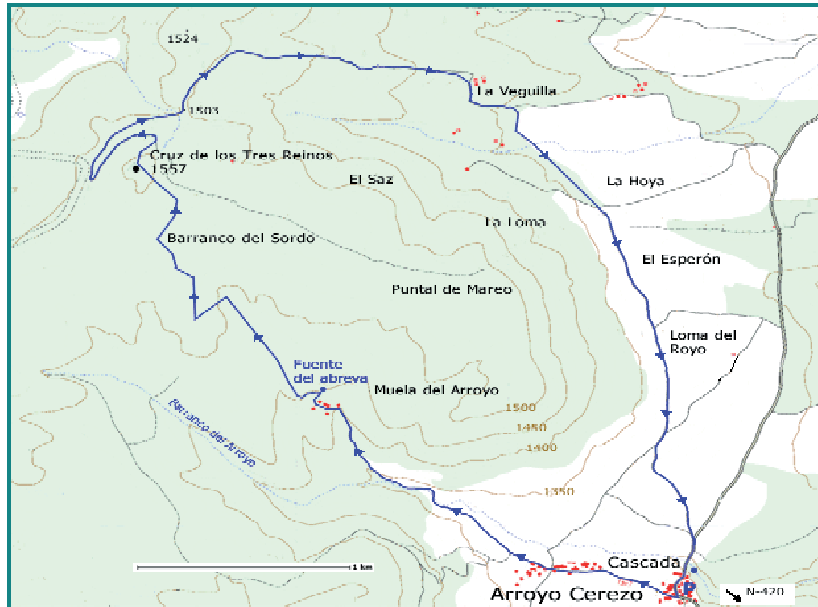 1524
La Veguilla
1503
Cruz de los Tres Reinos
1557
El Saz
La Hoya
La Loma
Barranco del Sordo
El Esperón
Puntal de Mareo
Loma del
Royo
Fuente
del abreva
Muela del Arroyo
1500
Barranco del Arroyo
1450
1400
1350
1 km
Cascada
P
Arroyo Cerezo
N-420